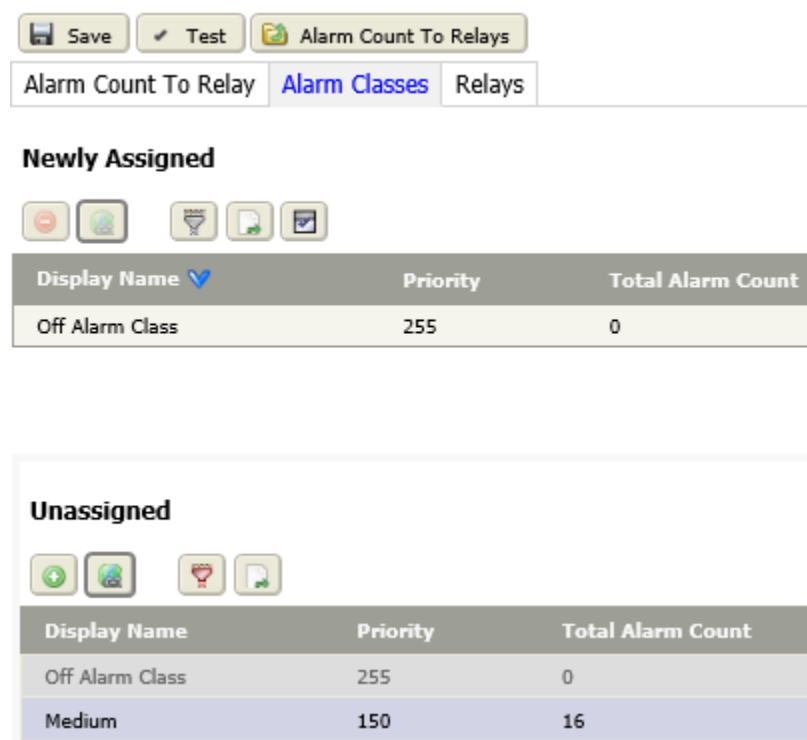 Save Test Alarm Count To Relays
Alarm Count To Relay Alarm Classes Relays
Newly Assigned
Display Name Priority Total Alarm Count
Off Alarm Class 255 0
Unassigned
Display Name Priority Total Alarm Count
Off Alarm Class 255 0
Medium 150 16